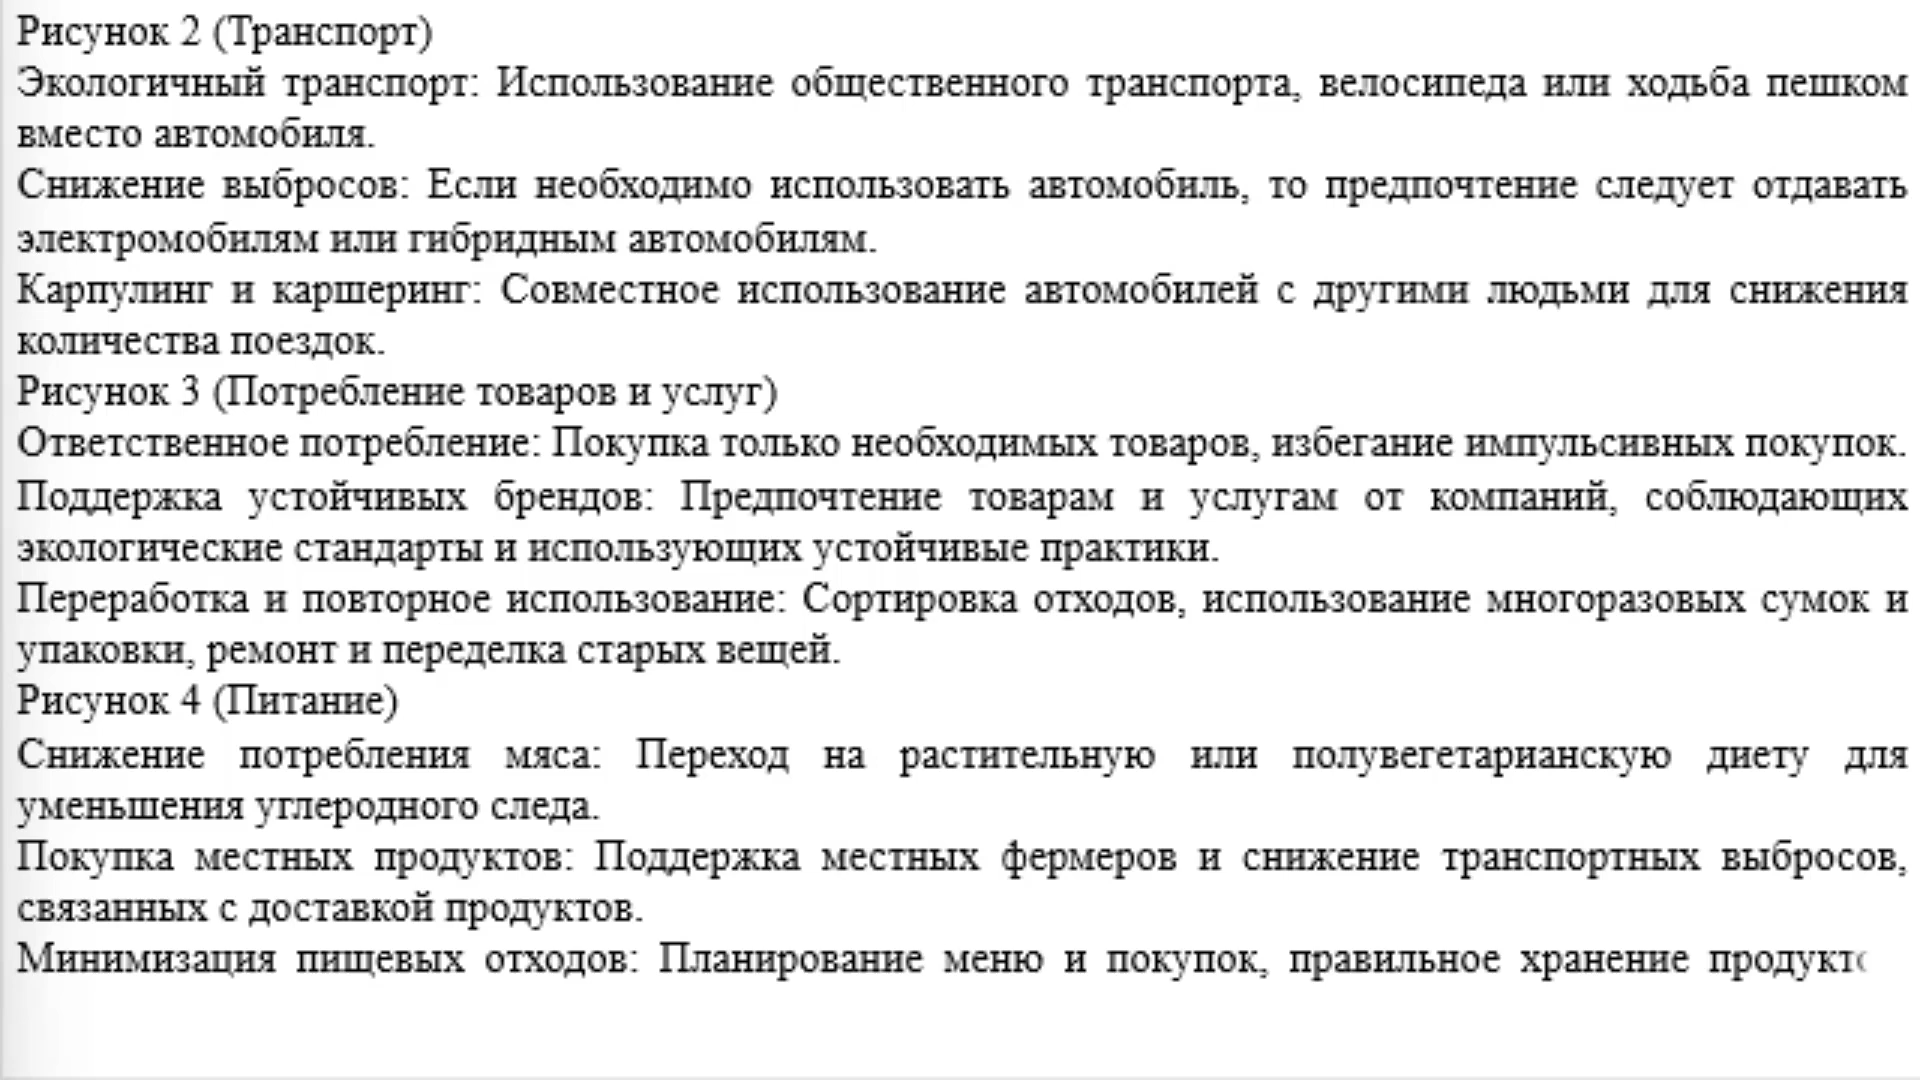 Рисунок 2 (Транспорт)
Экологичный транспорт: Использование общественного транспорта, велосипеда или ходьба пешком
вместо автомобиля.
Снижение выбросов: Если необходимо использовать автомобиль, то предпочтение следует отдавать
электромобилям или гибридным автомобилям.
Карпулинг и каршеринг: Совместное использование автомобилей с другими людьми для снижения
количества поездок.
Рисунок 3 (Потребление товаров и услуг)
Ответственное потребление: Покупка только необходимых товаров, избегание импульсивных покупок.
Поддержка устойчивых брендов: Предпочтение товарам и услугам от компаний, соблюдающих
экологические стандарты и использующих устойчивые практики.
Переработка и повторное использование: Сортировка отходов, использование многоразовых сумок и
упаковки, ремонт и переделка старых вещей.
Рисунок 4 (Питание)
Снижение потребления мяса: Переход на растительную или полувегетарианскую диету для
уменьшения углеродного следа.
Покупка местных продуктов: Поддержка местных фермеров и снижение транспортных выбросов,
связанных с доставкой продуктов.
Минимизация пищевых отходов: Планирование меню и покупок, правильное хранение